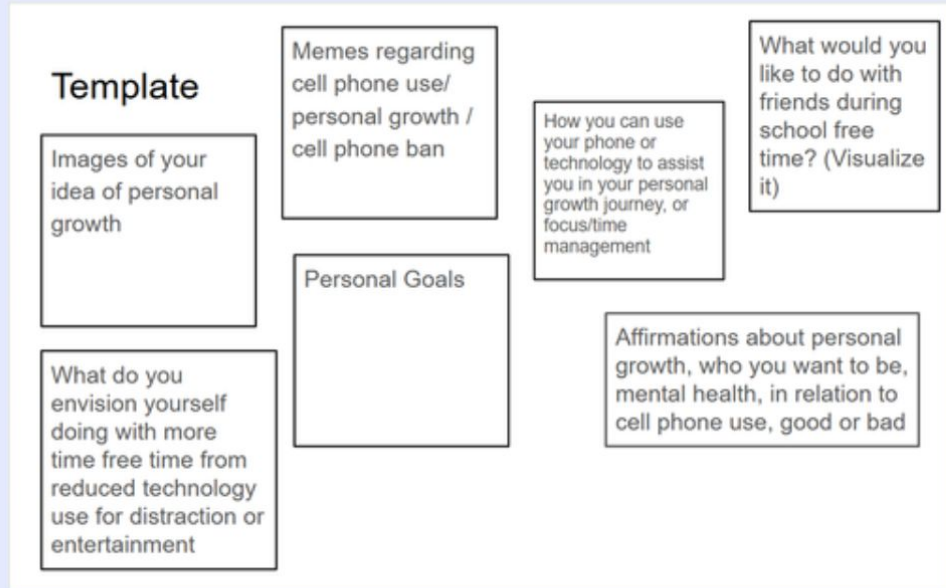 Template
Images of your
idea of personal
growth
Memes regarding
cell phone use/
personal growth /
cell phone ban
How you can use
your phone or
technology to assist
you in your personal
growth journey, or
focus/time
management
What would you
like to do with
friends during
school free
time? (Visualize
it)
What do you
envision yourself
doing with more
time free time from
reduced technology
use for distraction or
entertainment
Personal Goals
Affirmations about personal
growth, who you want to be,
mental health, in relation to
cell phone use, good or bad